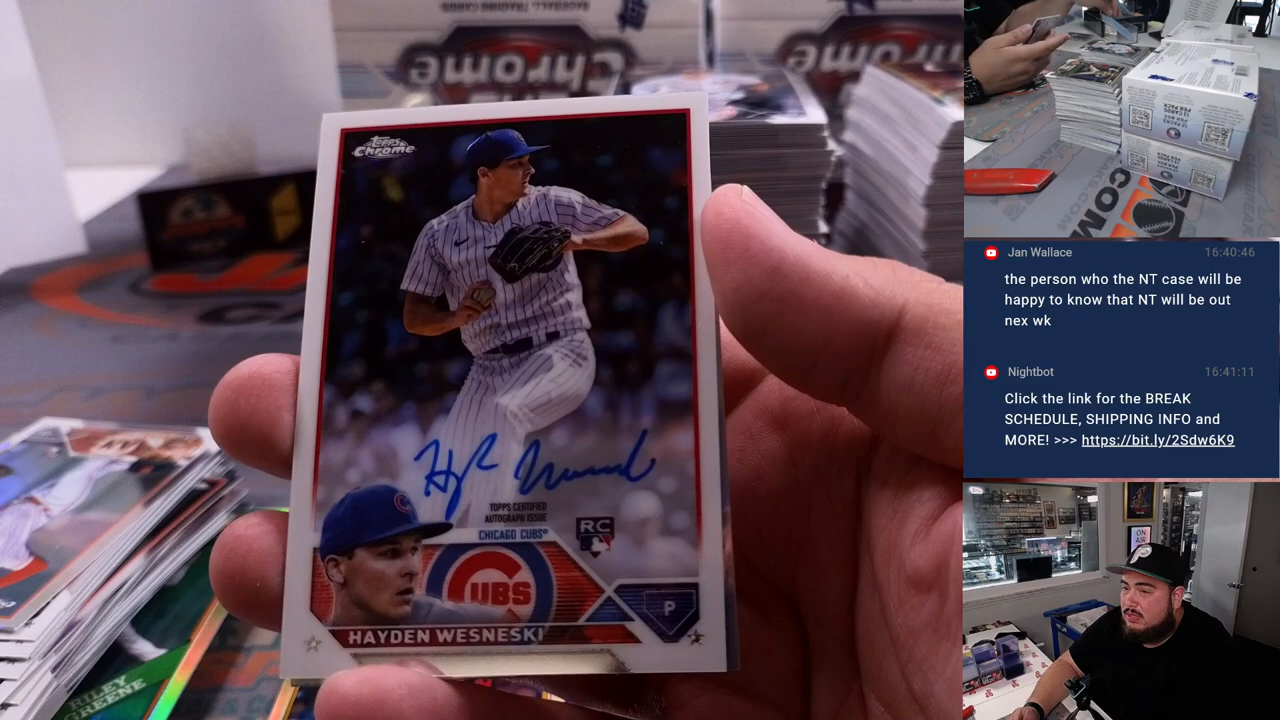 Chrome
Chrome
Topps
Chrome
TOPPS CERTIFIED
AUTOGRAPH ISSUE
CHICAGO CUBS
RC
CUBS
P
HAYDEN WESNESKI
RILEY
GREENE
.COM
Jan Wallace 16:40:46
the person who the NT case will be
happy to know that NT will be out
nex wk
Nightbot 16:41:11
Click the link for the BREAK
SCHEDULE, SHIPPING INFO and
MORE! >>> https://bit.ly/2Sdw6K9
ON
AIR